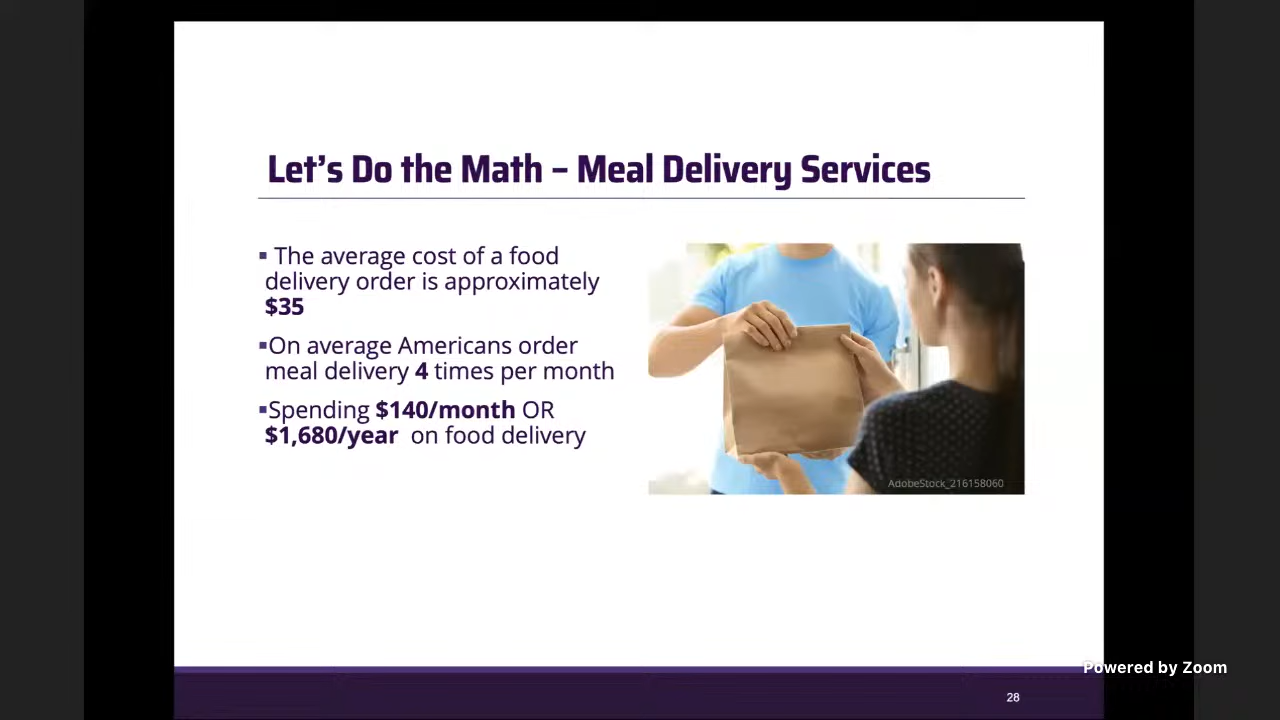 Let’s Do the Math – Meal Delivery Services
▪ The average cost of a food
delivery order is approximately
$35
▪On average Americans order
meal delivery 4 times per month
▪Spending $140/month OR
$1,680/year on food delivery
AdobeStock_216158060
Powered by Zoom
28